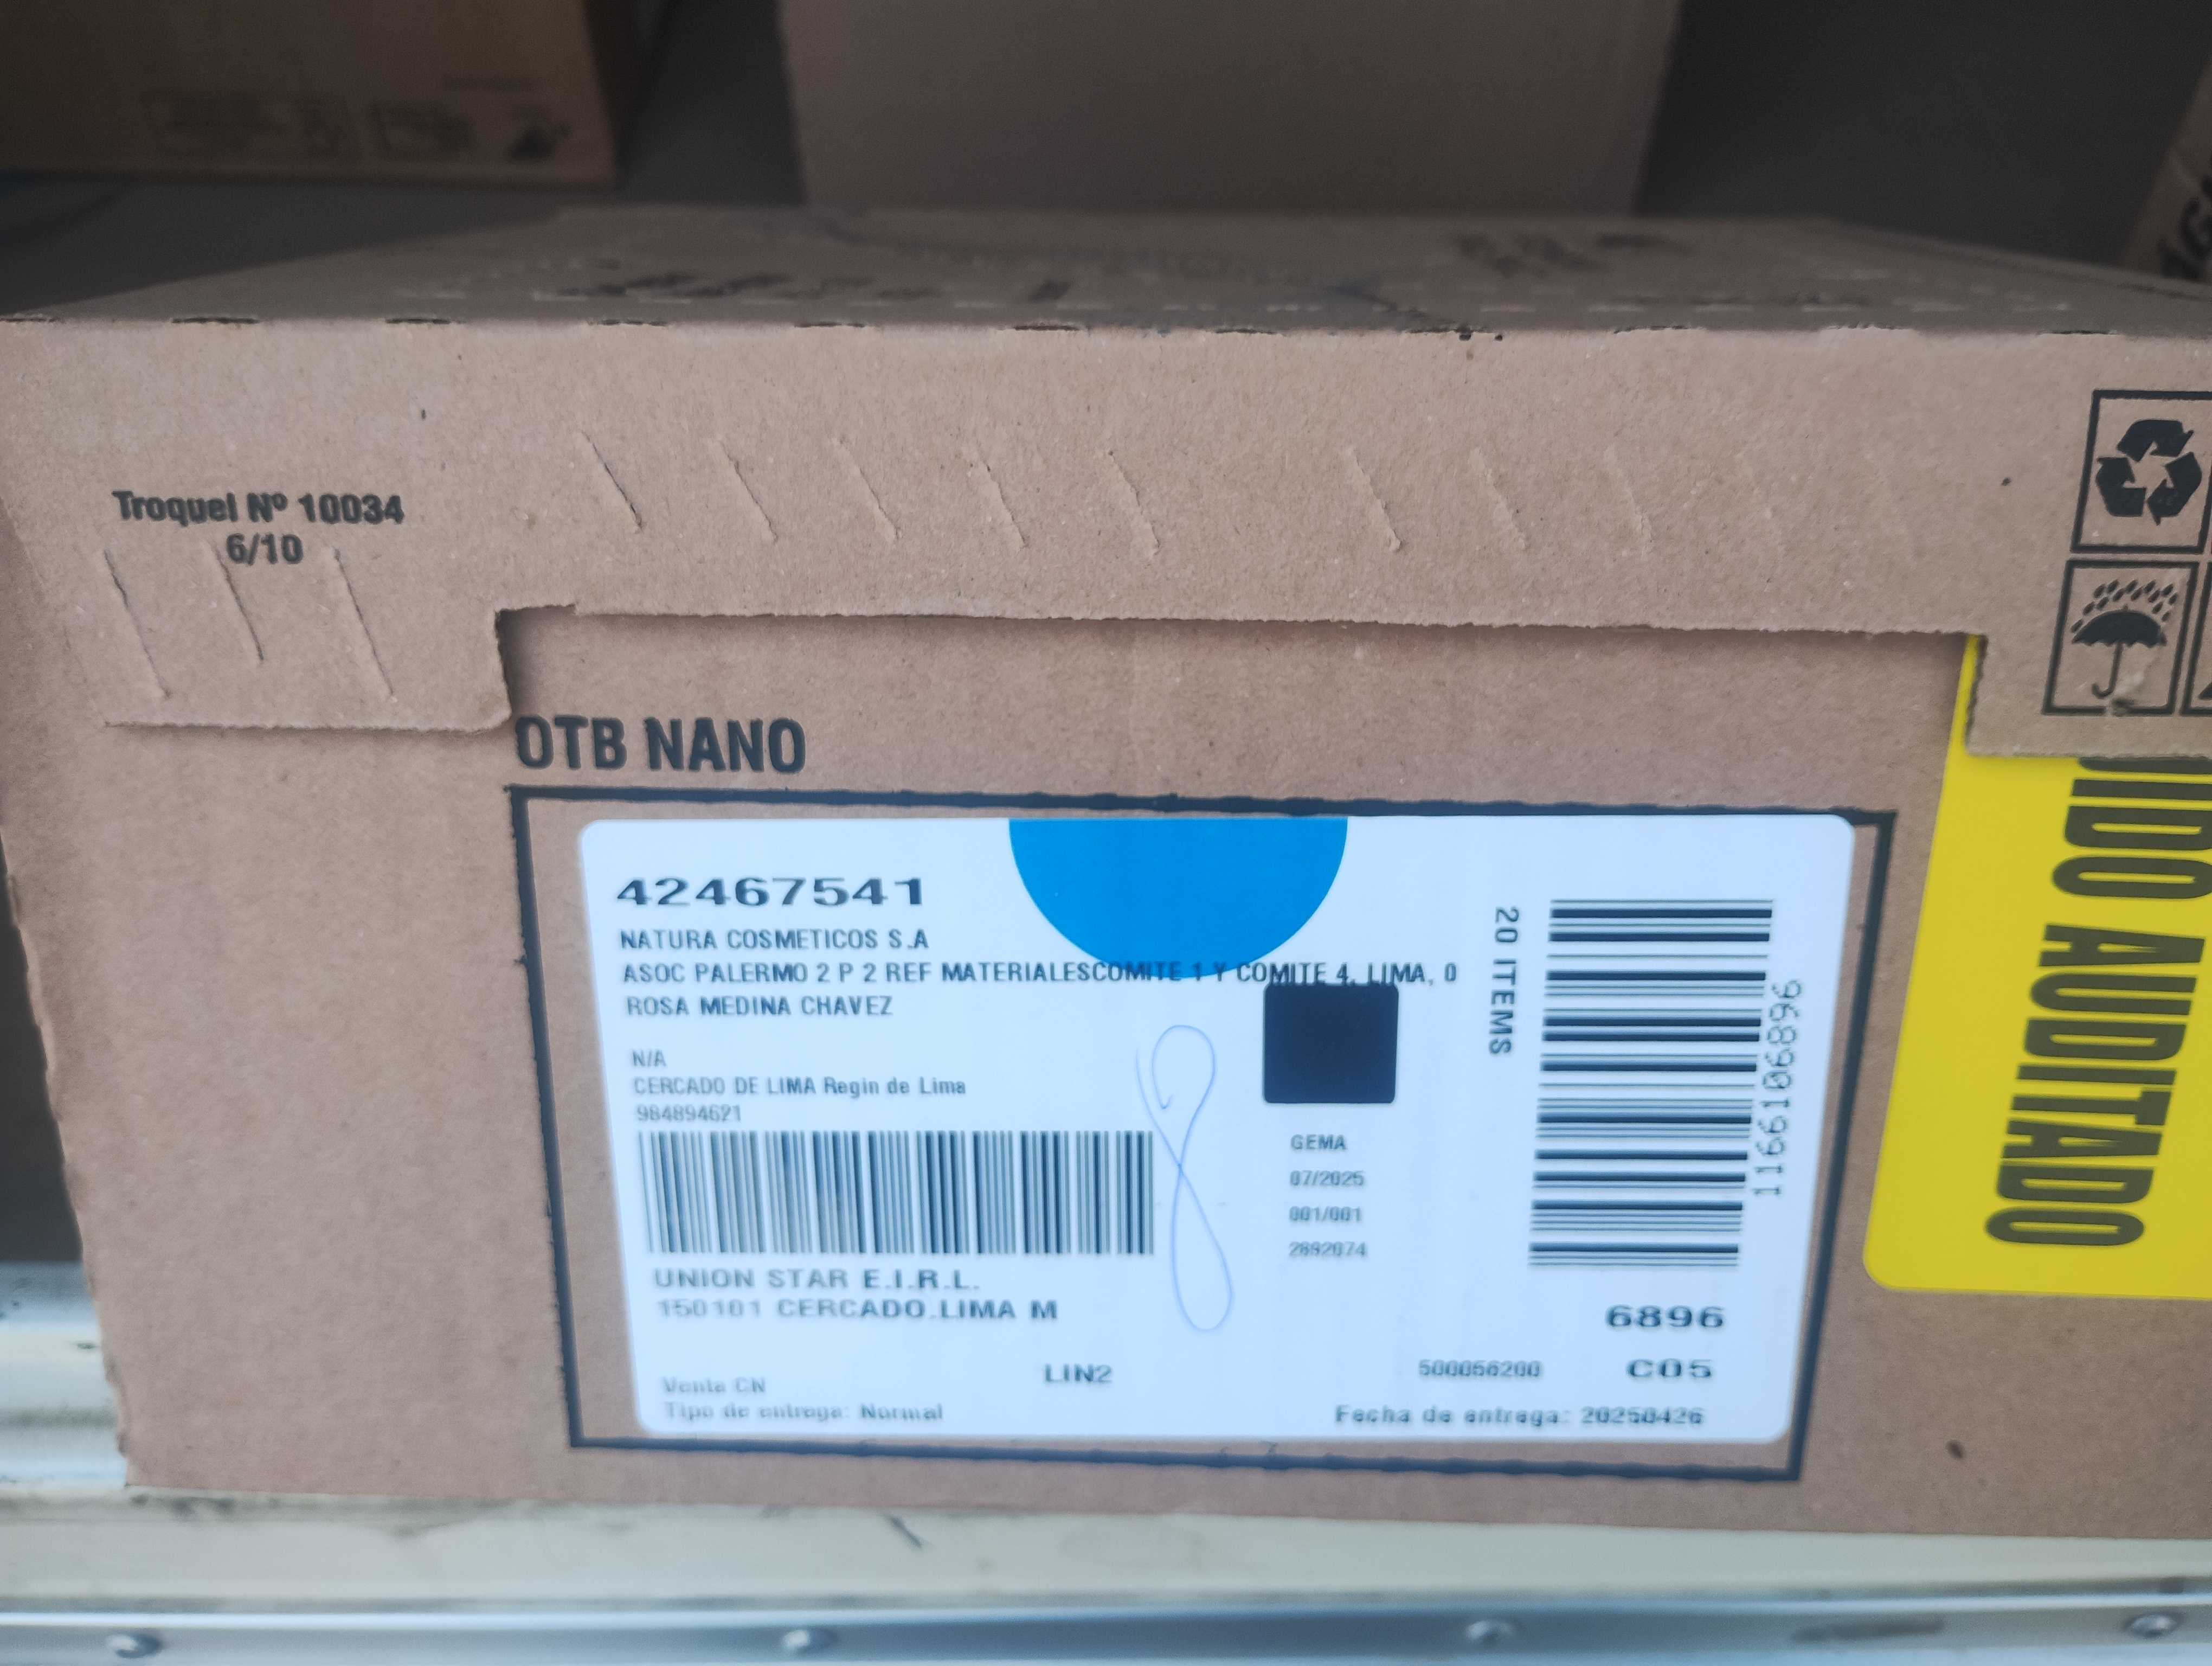 Troquel Nº 10034
6/10
OTB NANO
42467541
NATURA COSMETICOS S.A
ASOC PALERMO 2 P 2 REF MATERIALESCOMITE 1 Y COMITE 4, LIMA, 0
ROSA MEDINA CHAVEZ
N/A
CERCADO DE LIMA Regin de Lima
984894621
UNION STAR E.I.R.L.
150101 CERCADO.LIMA M
Venta CN
Tipo de entrega: Normal
LIN2
GEMA
07/2025
001/001
2892074
20 ITEMS
1166106896
6896
500056200
C05
Fecha de entrega: 20250426
DIDO AUDITADO